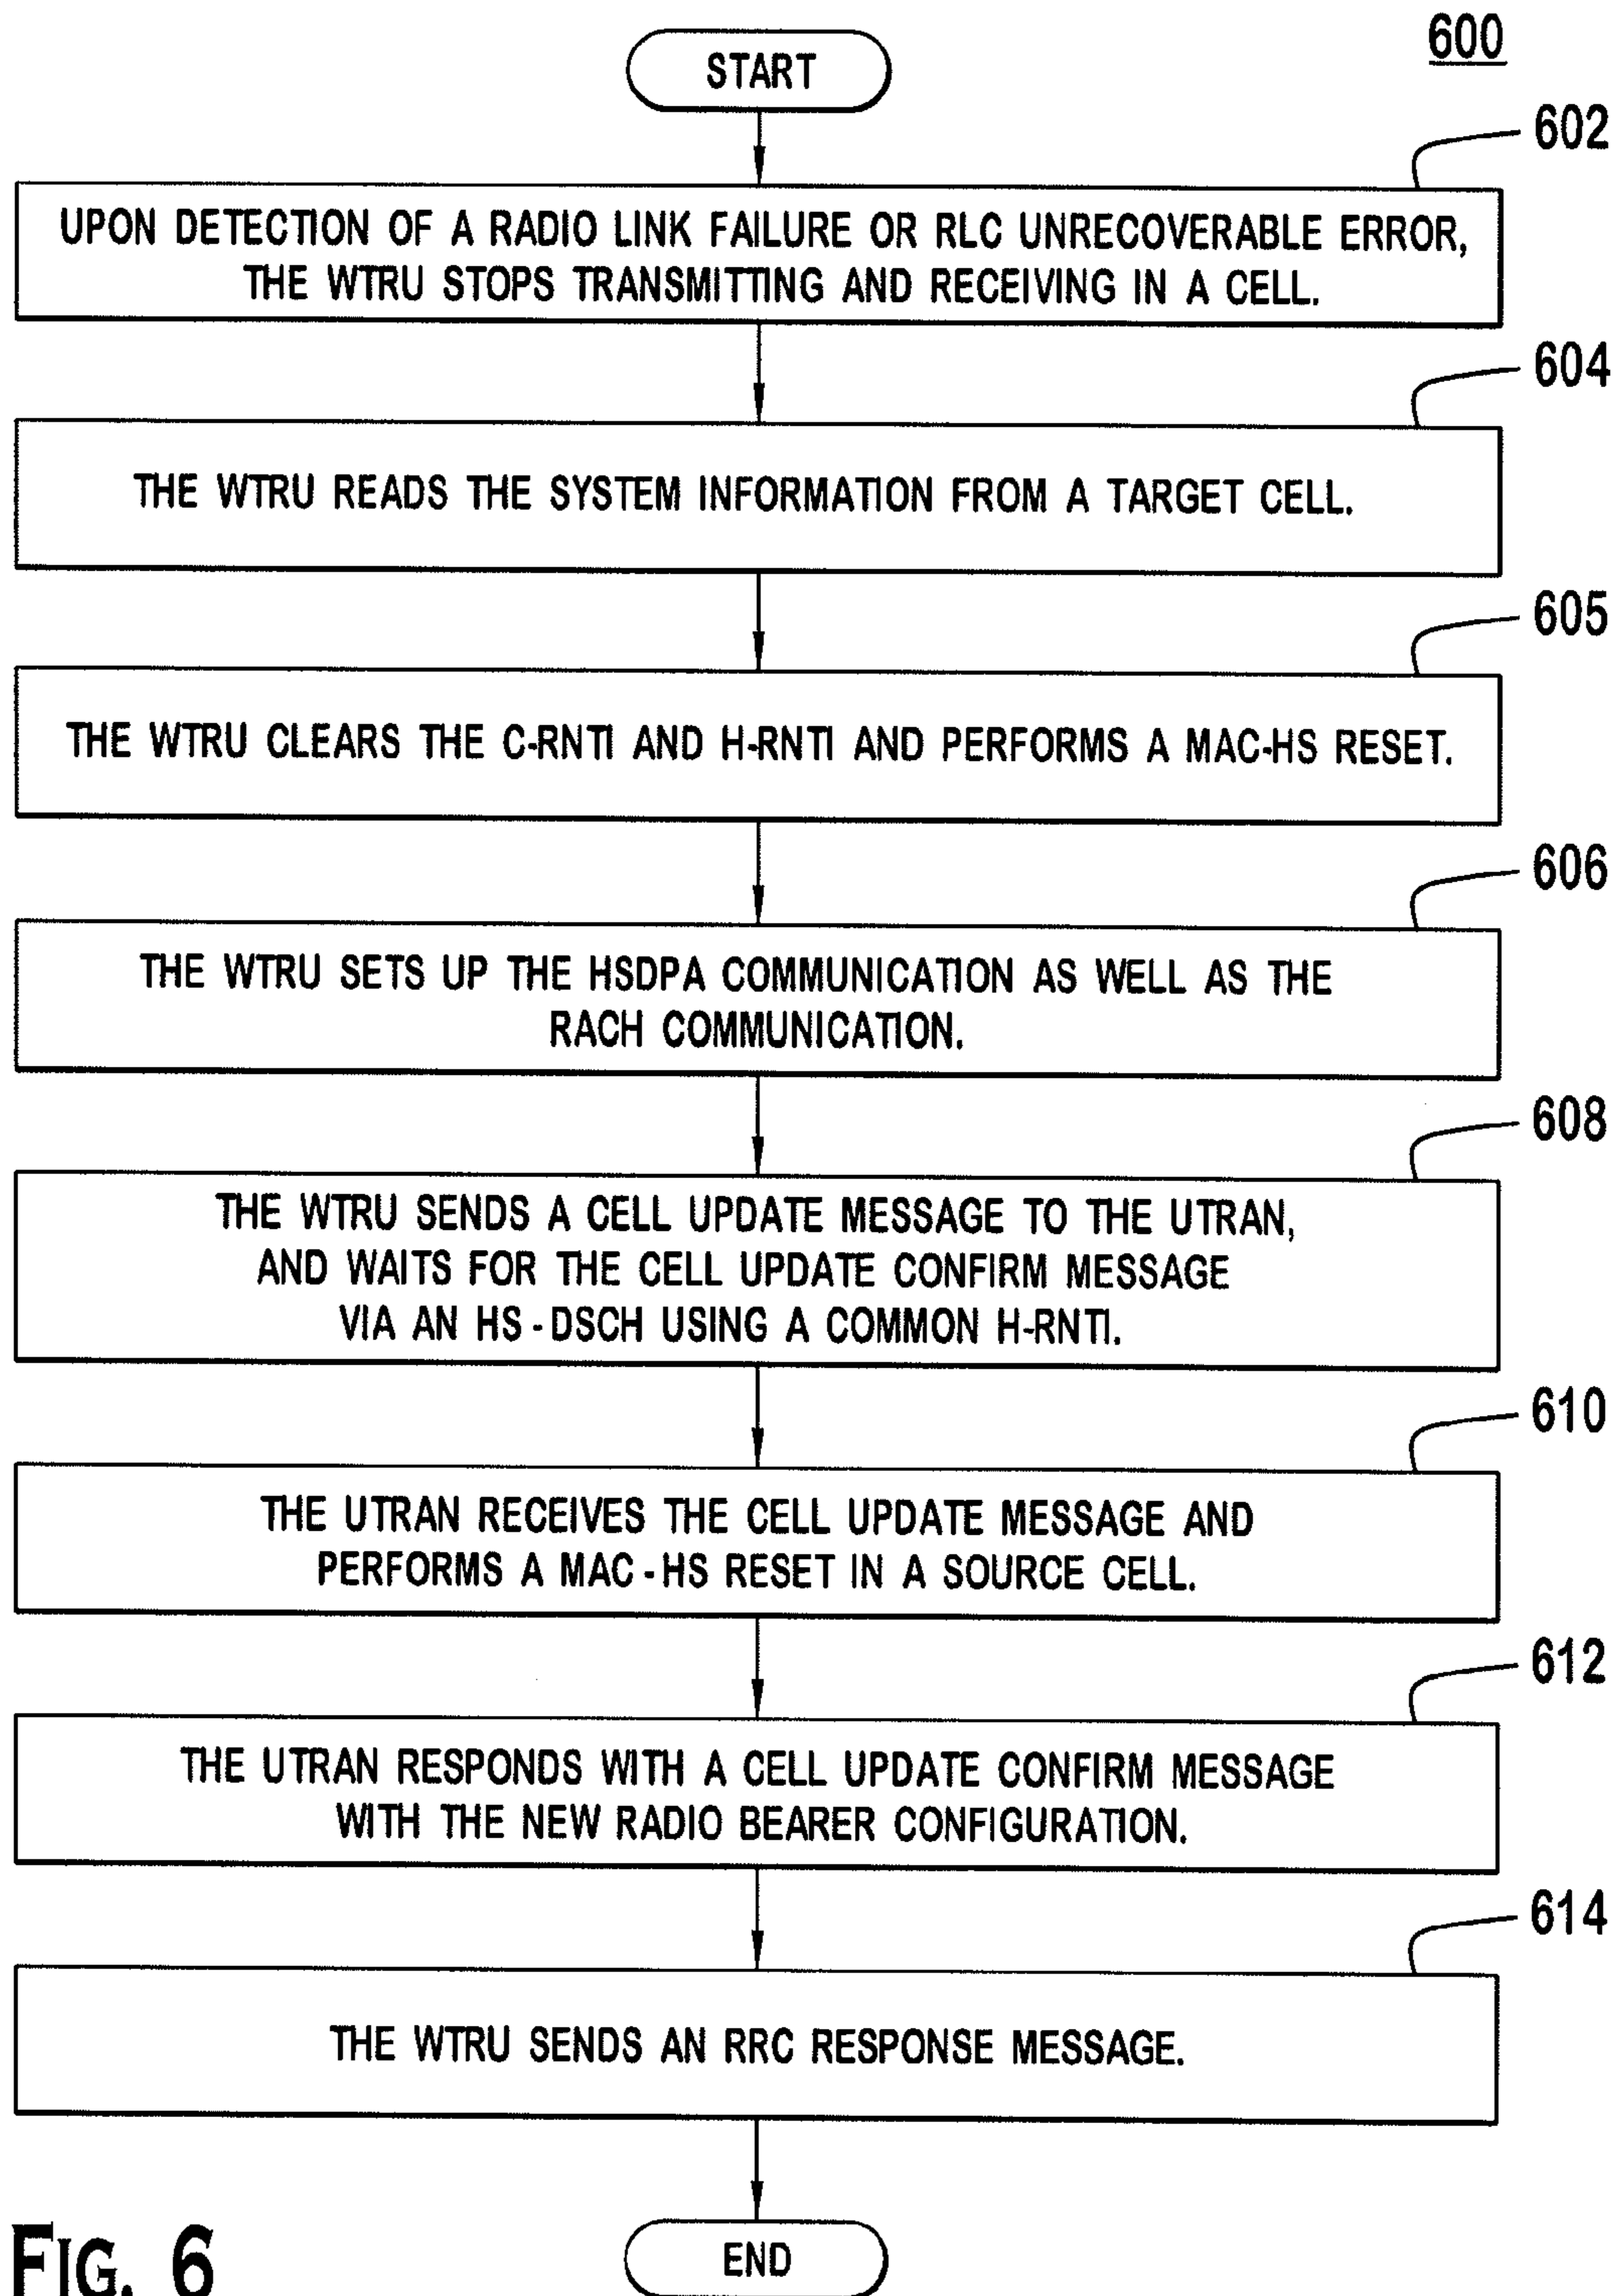 600
START
602
UPON DETECTION OF A RADIO LINK FAILURE OR RLC UNRECOVERABLE ERROR,
THE WTRU STOPS TRANSMITTING AND RECEIVING IN A CELL.
604
THE WTRU READS THE SYSTEM INFORMATION FROM A TARGET CELL.
605
THE WTRU CLEARS THE C-RNTI AND H-RNTI AND PERFORMS A MAC-HS RESET.
606
THE WTRU SETS UP THE HSDPA COMMUNICATION AS WELL AS THE
RACH COMMUNICATION.
608
THE WTRU SENDS A CELL UPDATE MESSAGE TO THE UTRAN,
AND WAITS FOR THE CELL UPDATE CONFIRM MESSAGE
VIA AN HS-DSCH USING A COMMON H-RNTI.
610
THE UTRAN RECEIVES THE CELL UPDATE MESSAGE AND
PERFORMS A MAC-HS RESET IN A SOURCE CELL.
612
THE UTRAN RESPONDS WITH A CELL UPDATE CONFIRM MESSAGE
WITH THE NEW RADIO BEARER CONFIGURATION.
614
THE WTRU SENDS AN RRC RESPONSE MESSAGE.
END
FIG. 6